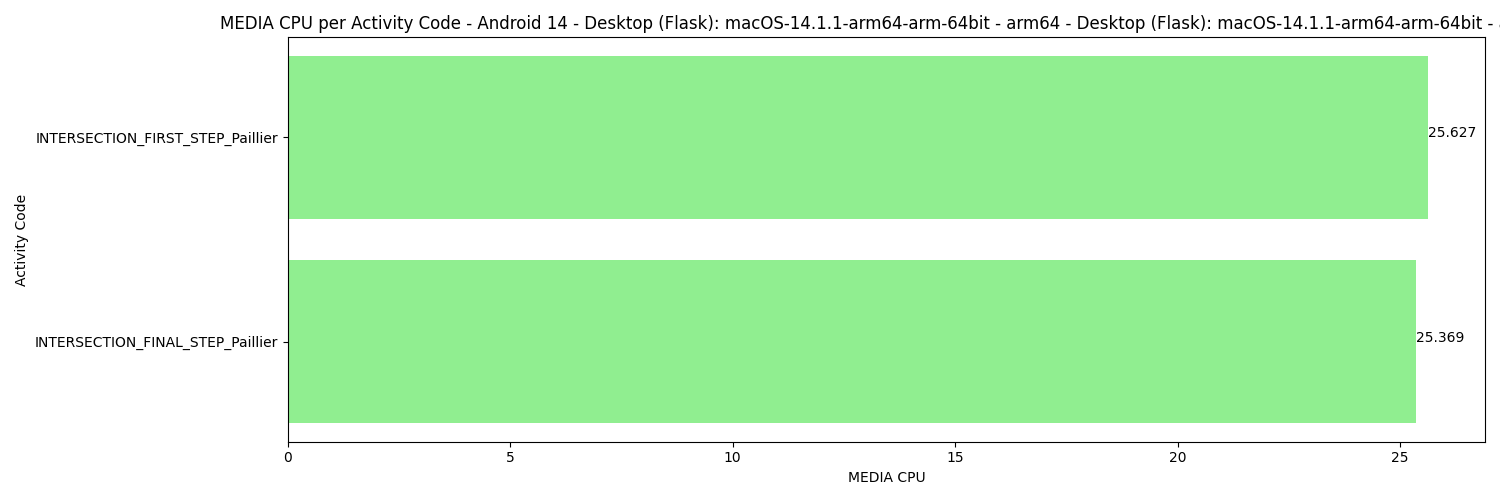 MEDIA CPU per Activity Code - Android 14 - Desktop (Flask): macOS-14.1.1-arm64-arm-64bit - arm64 - Desktop (Flask): macOS-14.1.1-arm64-arm-64bit -
INTERSECTION_FIRST_STEP_Paillier
25.627
Activity Code
INTERSECTION_FINAL_STEP_Paillier
25.369
0 5 10 15 20 25
MEDIA CPU